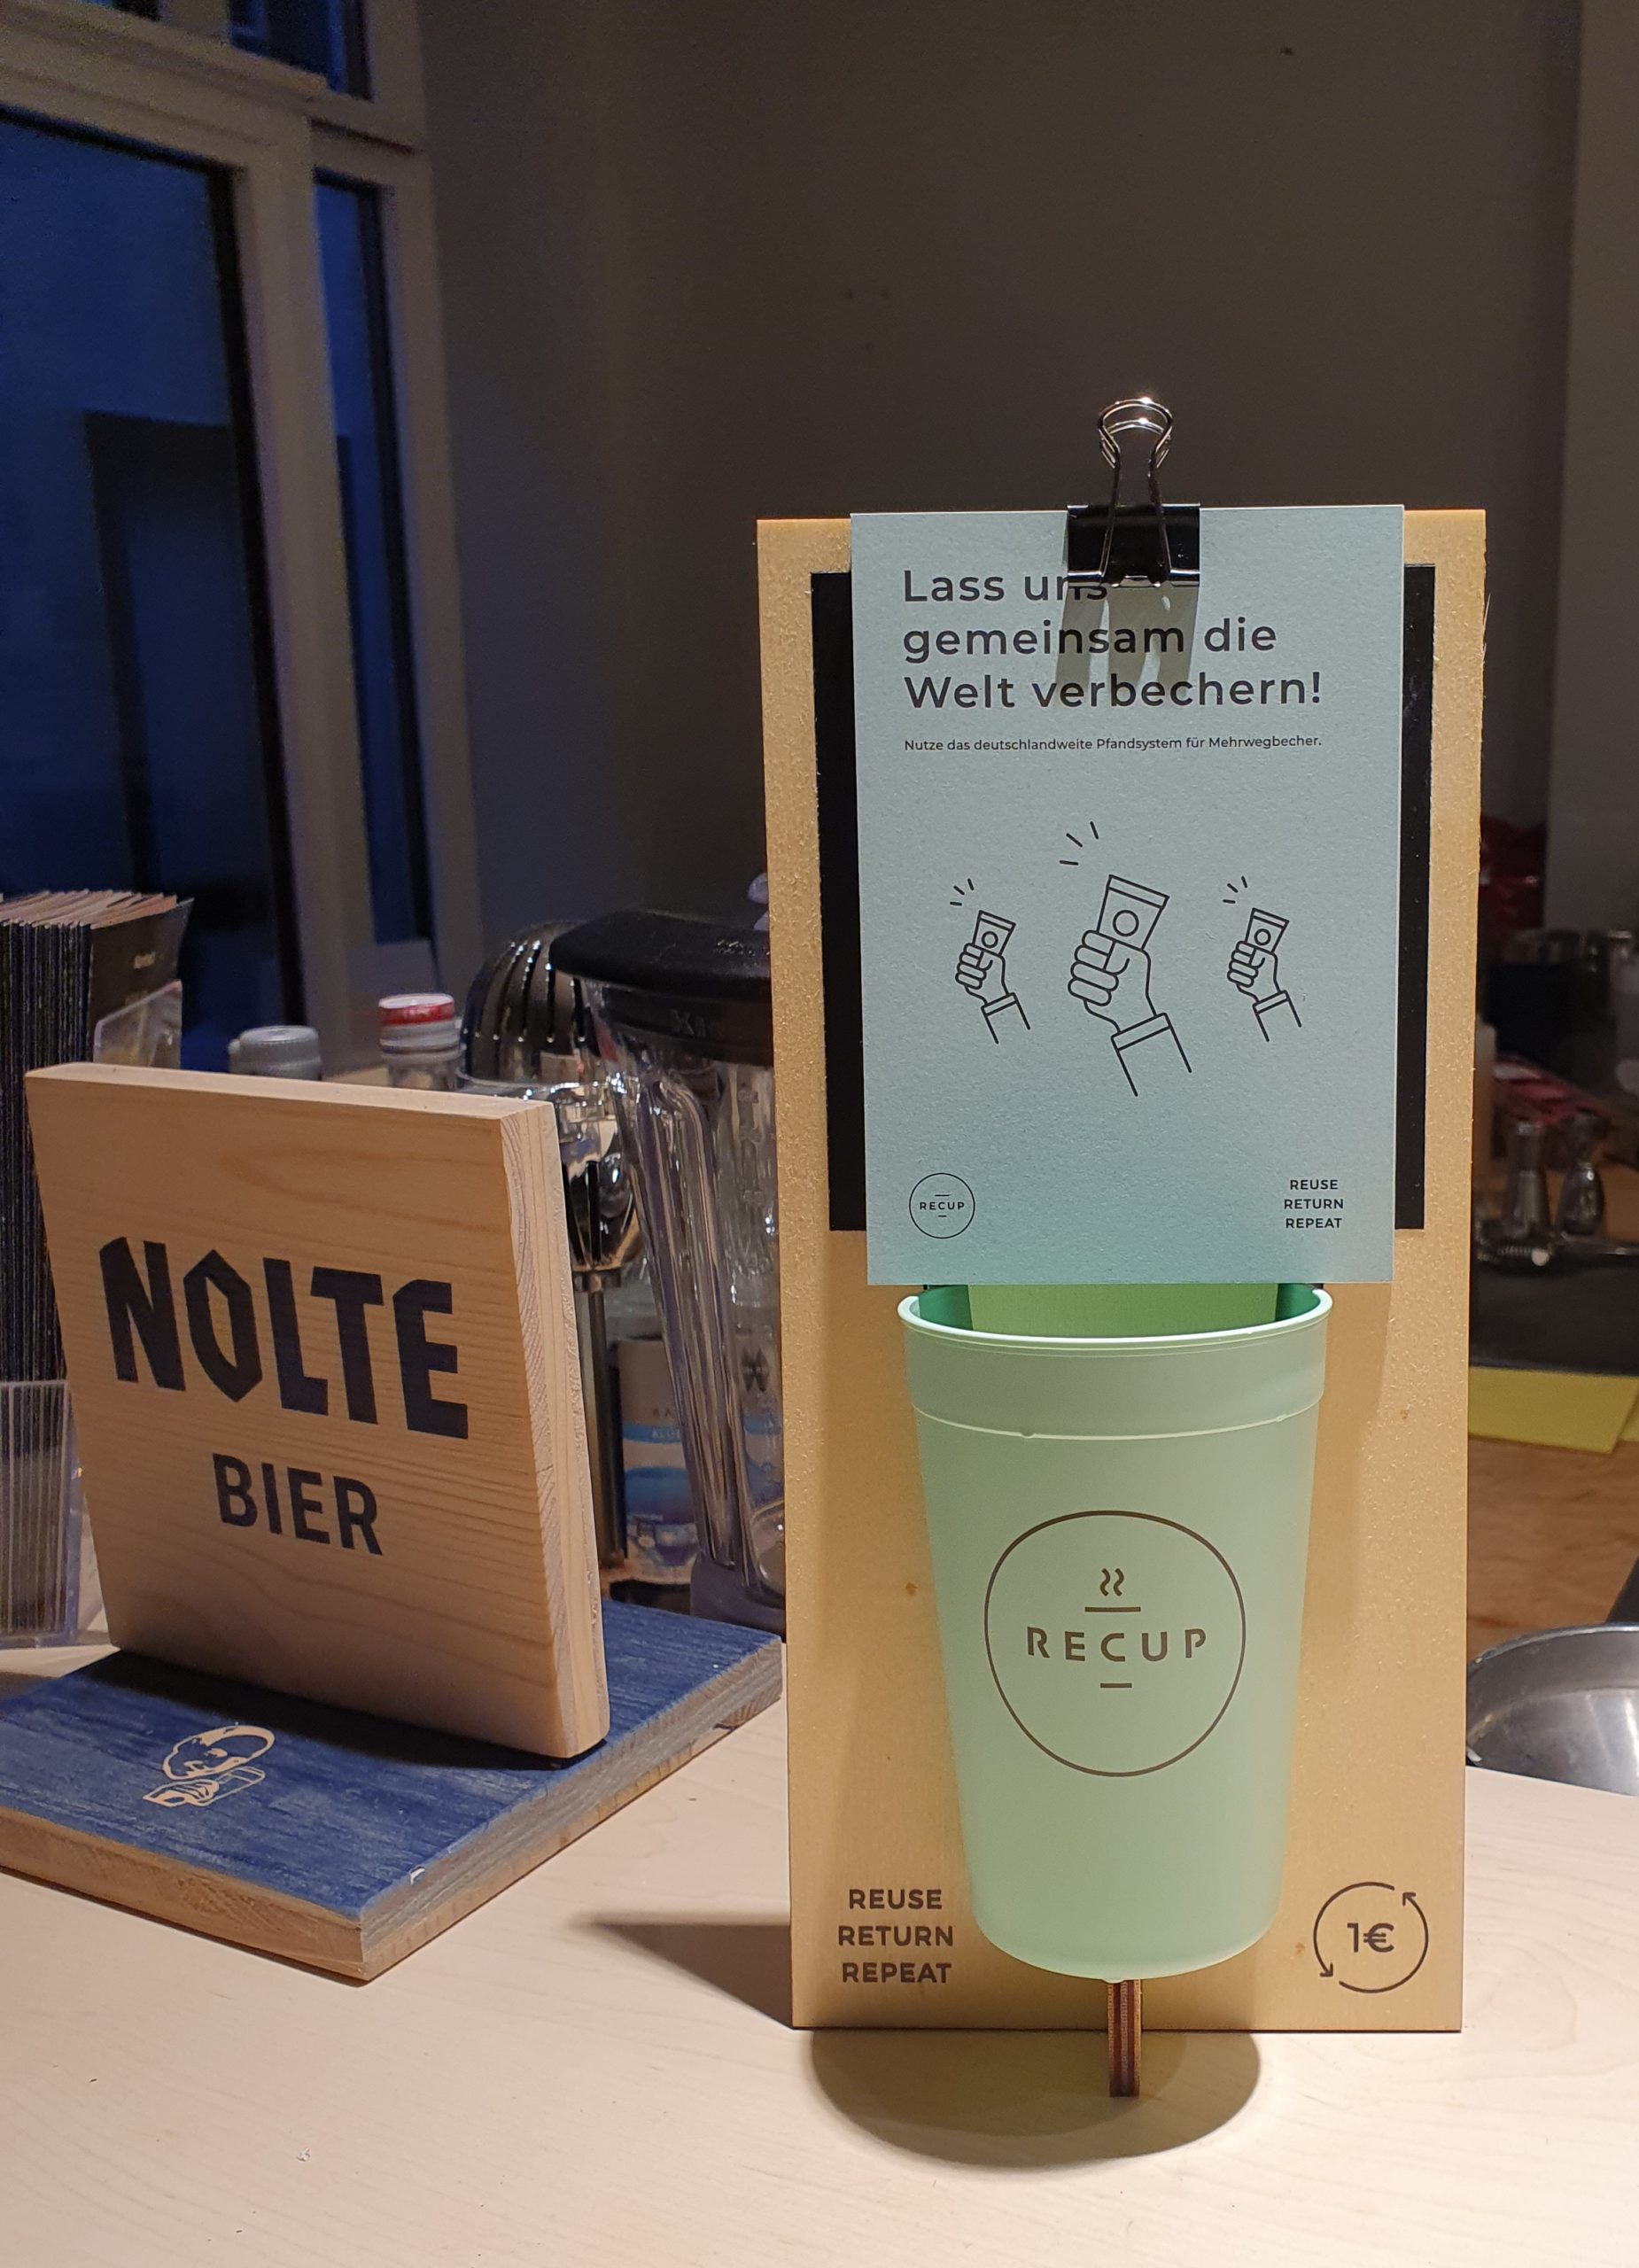 Lass uns
gemeinsam die
Welt verbechern!
Nutze das deutschlandweite Pfandsystem für Mehrwegbecher.
RECUP
REUSE
RETURN
REPEAT
NOLTE
BIER
RECUP
REUSE
RETURN
REPEAT
1€